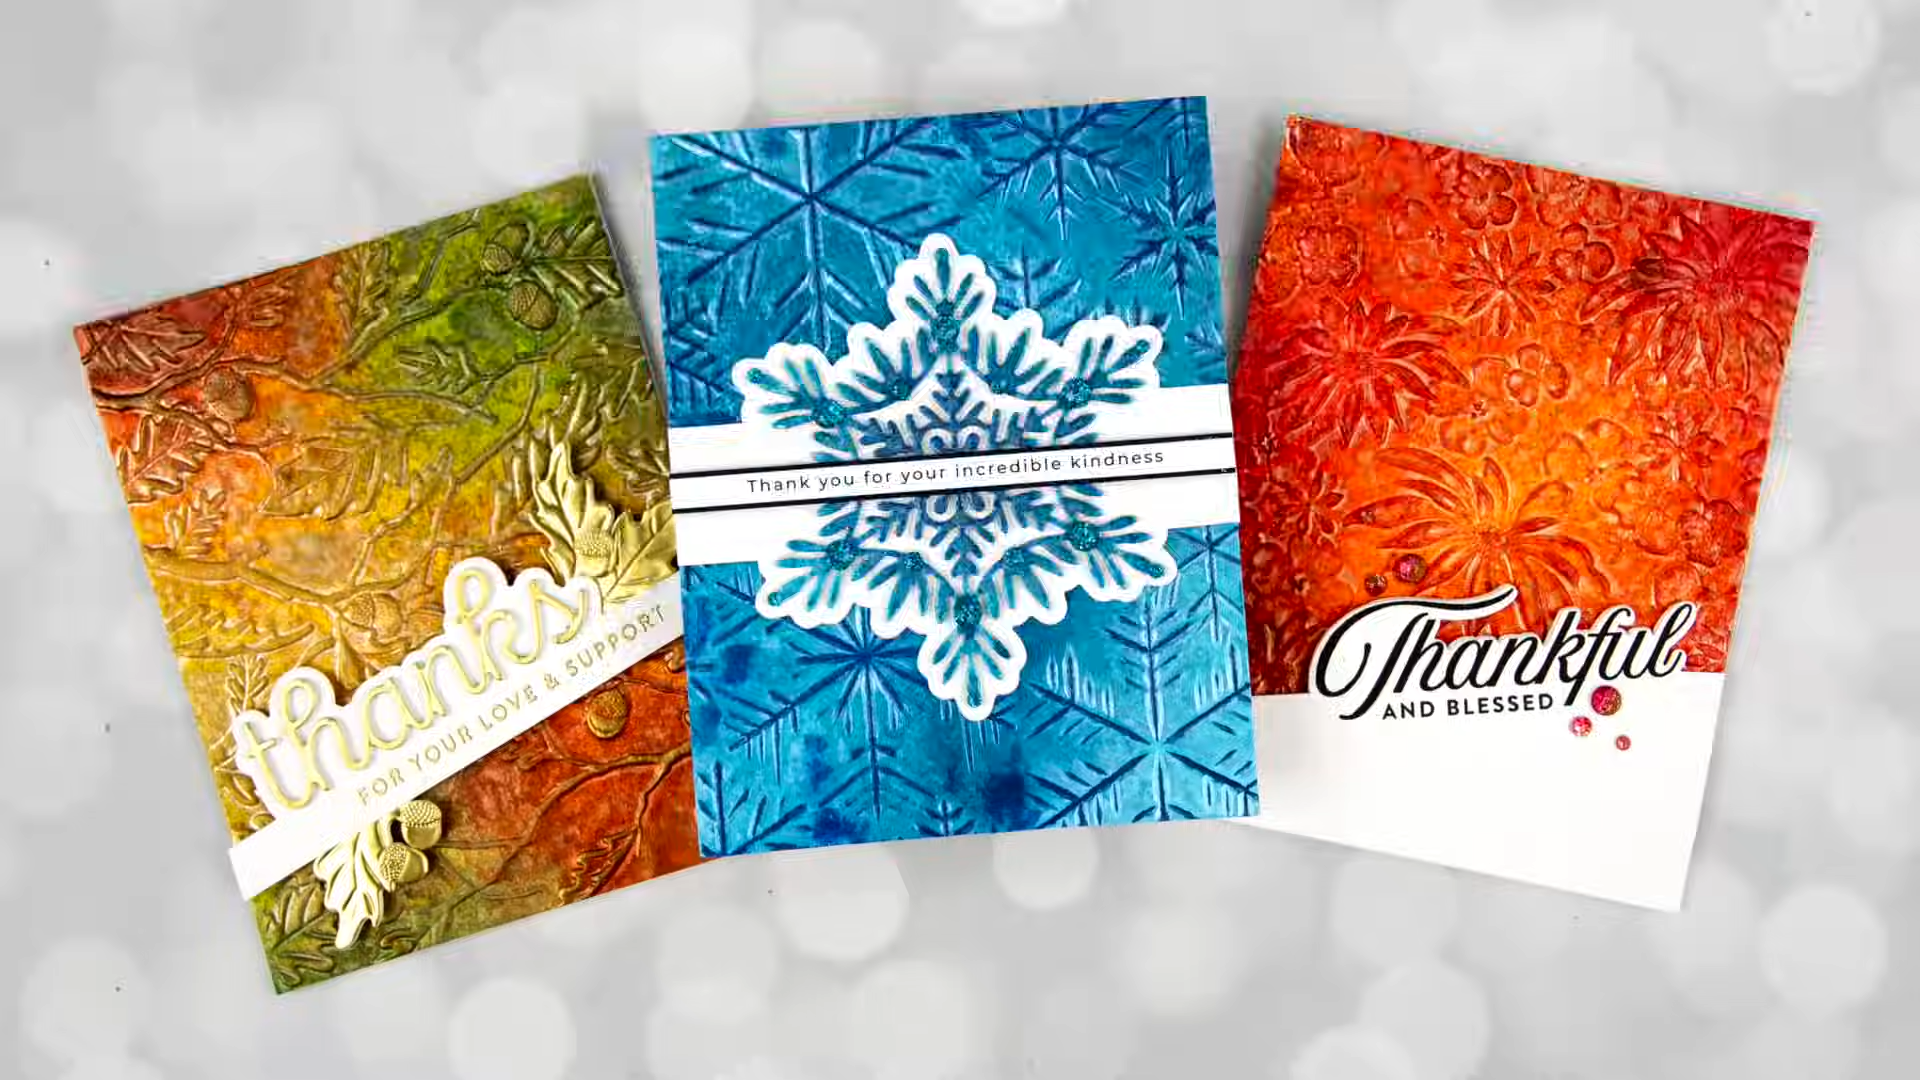 thanks
FOR YOUR LOVE & SUPPORT
Thank you for your incredible kindness
Thankful
AND BLESSED